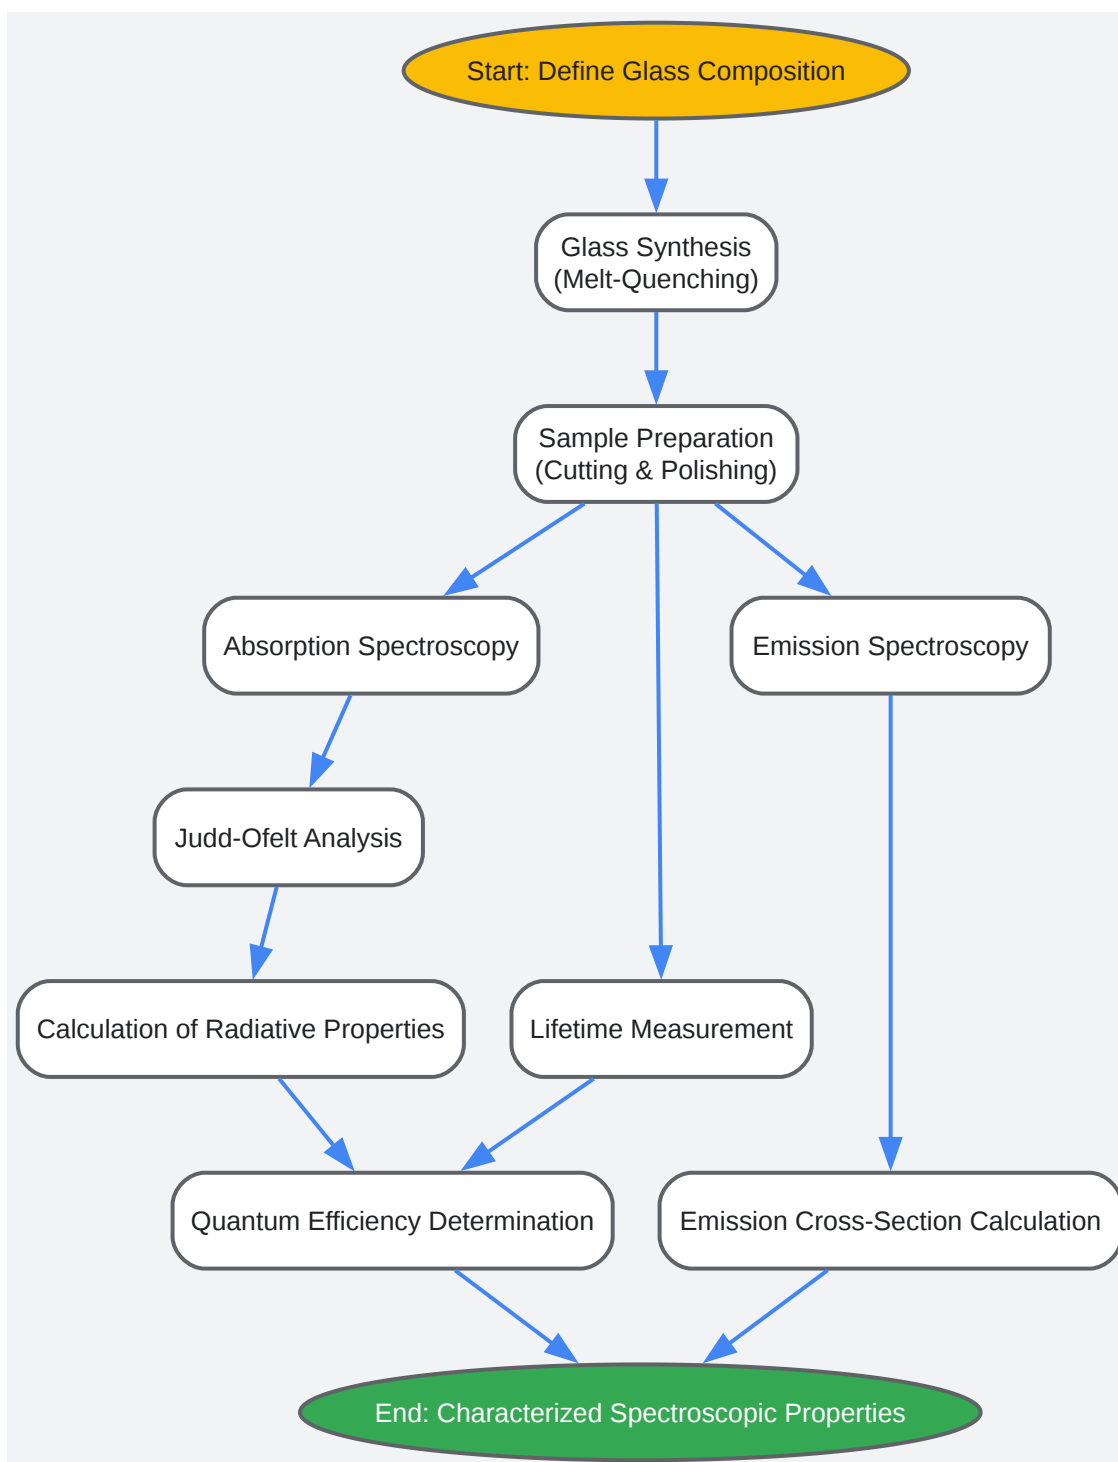 Start: Define Glass Composition
Glass Synthesis
(Melt-Quenching)
Sample Preparation
(Cutting & Polishing)
Absorption Spectroscopy
Emission Spectroscopy
Judd-Ofelt Analysis
Calculation of Radiative Properties
Lifetime Measurement
Quantum Efficiency Determination
Emission Cross-Section Calculation
End: Characterized Spectroscopic Properties